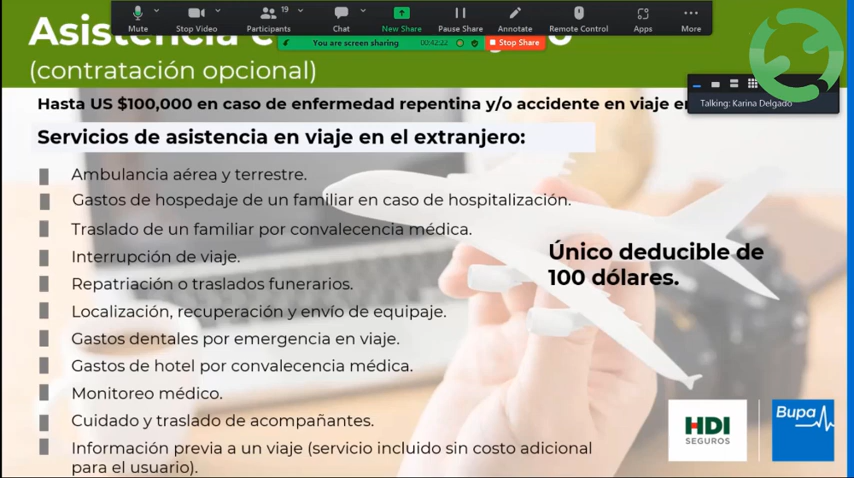 Mute
Stop Video
19
Participants
Chat
New Share
Pause Share
Annotate
Remote Control
Apps
More
You are screen sharing
00:42:22
Stop Share
(contratación opcional)
Talking: Karina Delgado
Hasta US $100,000 en caso de enfermedad repentina y/o accidente en viaje
Servicios de asistencia en viaje en el extranjero:
Ambulancia aérea y terrestre.
Gastos de hospedaje de un familiar en caso de hospitalización.
Traslado de un familiar por convalecencia médica.
Interrupción de viaje.
Repatriación o traslados funerarios.
Localización, recuperación y envío de equipaje.
Gastos dentales por emergencia en viaje.
Gastos de hotel por convalecencia médica.
Monitoreo médico.
Cuidado y traslado de acompañantes.
Información previa a un viaje (servicio incluido sin costo adicional
para el usuario).
Único deducible de
100 dólares.
HDI
SEGUROS
Bupa